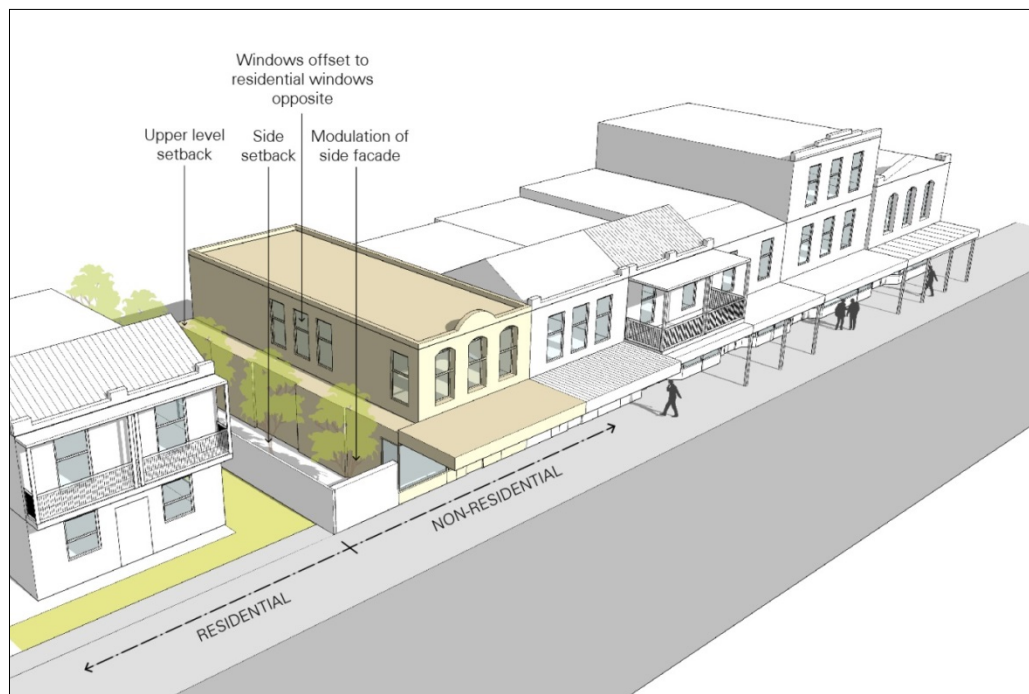 Windows offset to
residential windows
opposite
Upper level
setback
Side
setback
Modulation of
side facade
NON-RESIDENTIAL
RESIDENTIAL